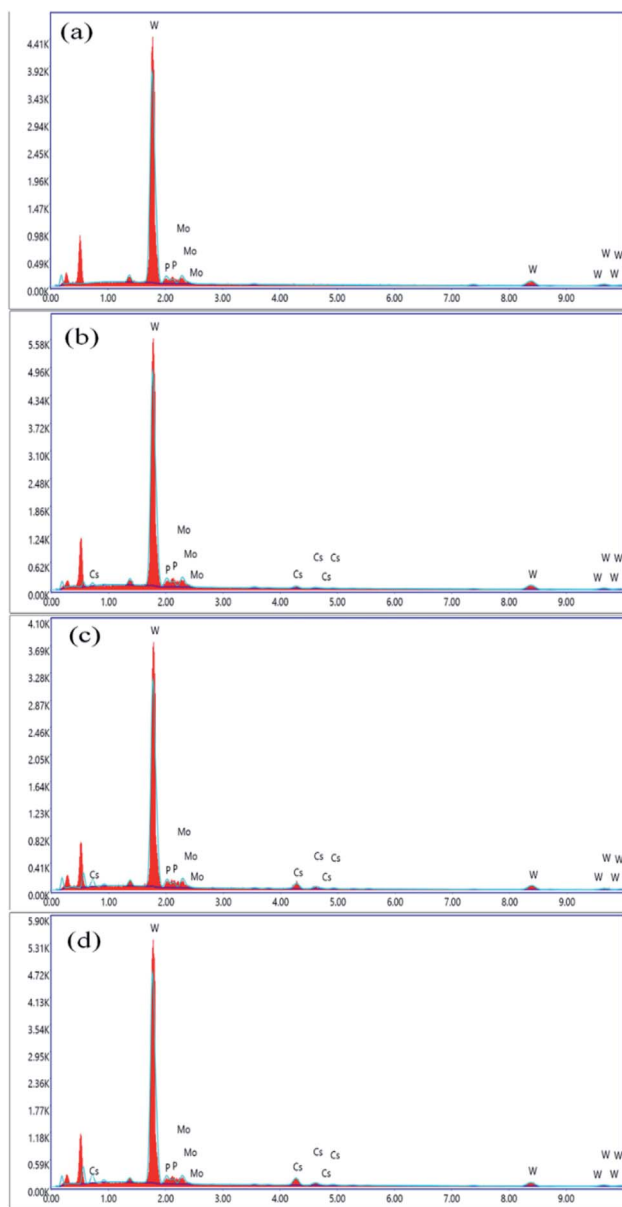 (a)
W
4.41K
3.92K
3.43K
2.94K
2.45K
1.96K
1.47K
0.98K
0.49K
0.00K
Mo
Mo
P P
Mo
W
W W
W W
0.00 1.00 2.00 3.00 4.00 5.00 6.00 7.00 8.00 9.00
(b)
W
5.58K
4.96K
4.34K
3.72K
3.10K
2.48K
1.86K
1.24K
0.62K
0.00K
Mo
Mo
Cs P P Mo
Cs Cs
Cs Cs
W
W W
W W
0.00 1.00 2.00 3.00 4.00 5.00 6.00 7.00 8.00 9.00
(c)
W
4.10K
3.69K
3.28K
2.87K
2.46K
2.05K
1.64K
1.23K
0.82K
0.41K
0.00K
Mo
Mo
Cs P P Mo
Cs Cs
Cs Cs
W
W W
W W
0.00 1.00 2.00 3.00 4.00 5.00 6.00 7.00 8.00 9.00
(d)
W
5.90K
5.31K
4.72K
4.13K
3.54K
2.95K
2.36K
1.77K
1.18K
0.59K
0.00K
Mo
Mo
Cs P P Mo
Cs Cs
Cs Cs
W
W W
W W
0.00 1.00 2.00 3.00 4.00 5.00 6.00 7.00 8.00 9.00